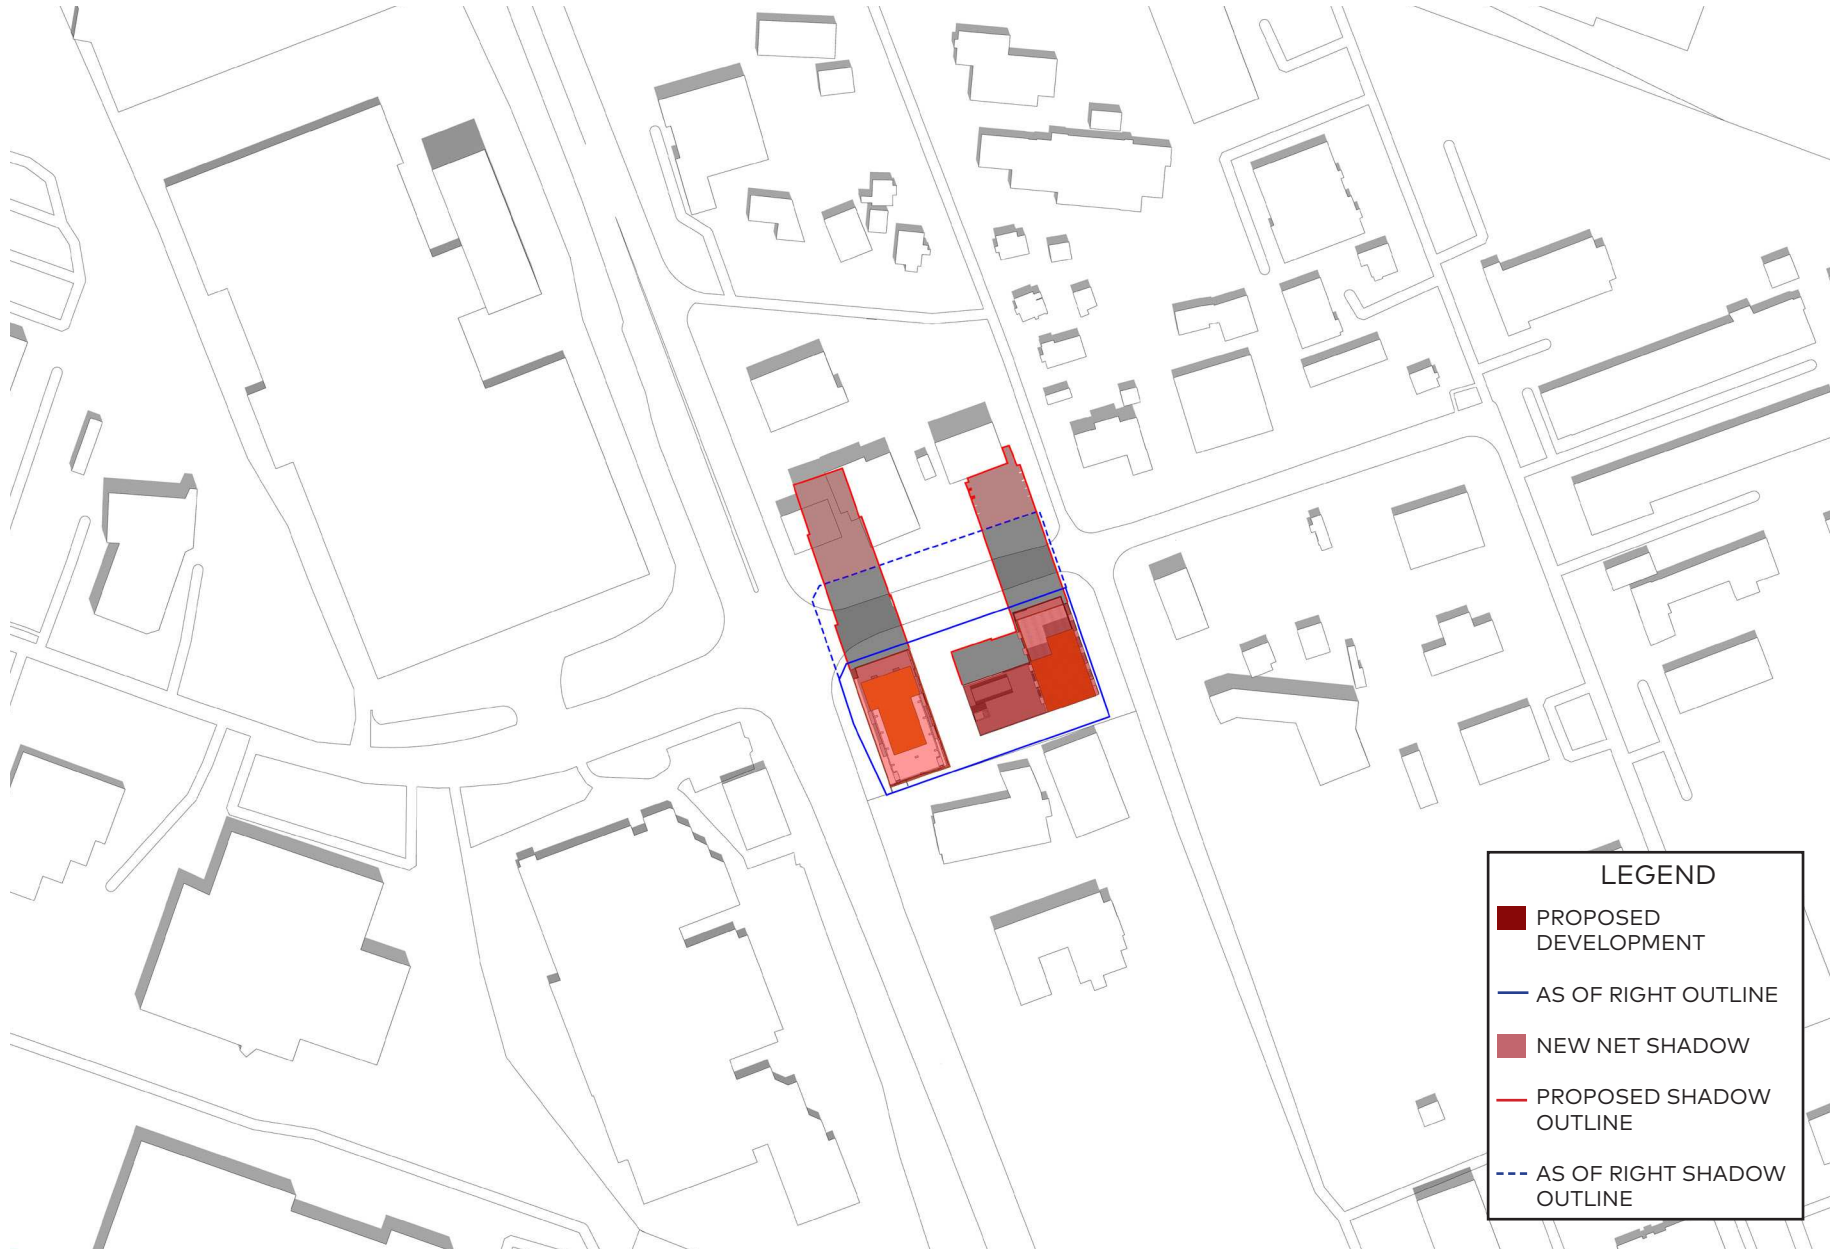 LEGEND
PROPOSED
DEVELOPMENT
AS OF RIGHT OUTLINE
NEW NET SHADOW
PROPOSED SHADOW
OUTLINE
AS OF RIGHT SHADOW
OUTLINE